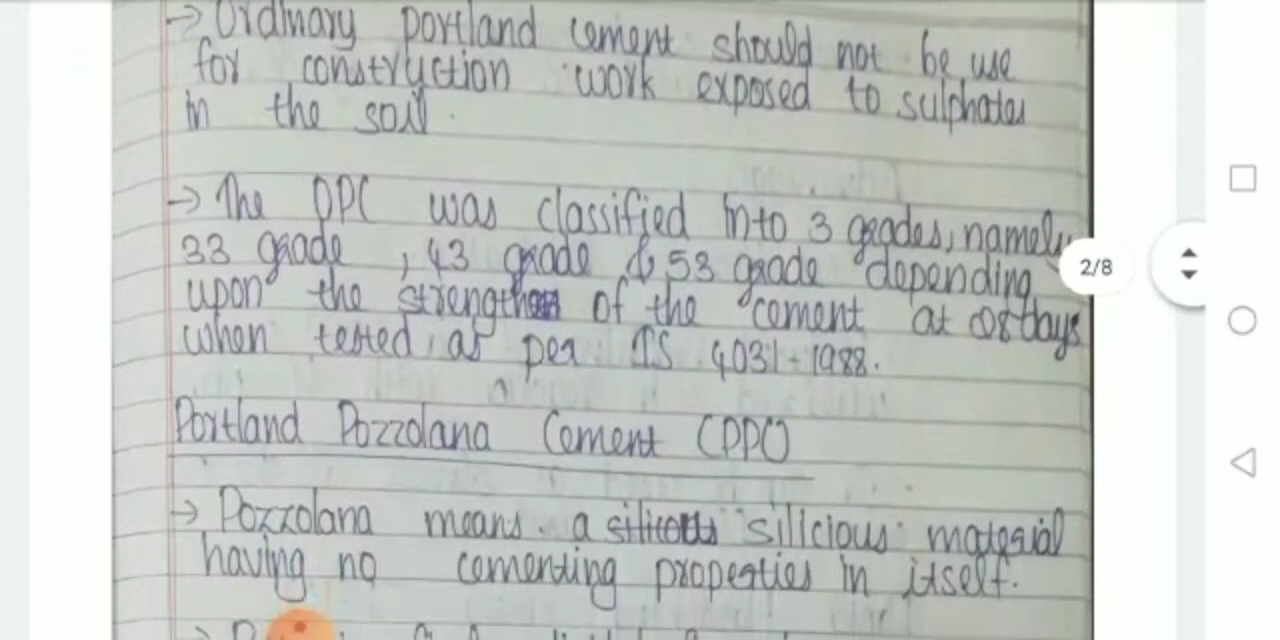 → Ordinary portland cement should not be use
for construction work exposed to sulphates
in the soil.
→ The OPC was classified into 3 grades, namely
33 grade, 43 grade & 53 grade depending
upon the strength of the cement at 28 days
when tested as per IS 4031-1988.
2/8
Portland Pozzolana Cement (PPC)
→ Pozzolana means a silicious material
having no cementing properties in itself.